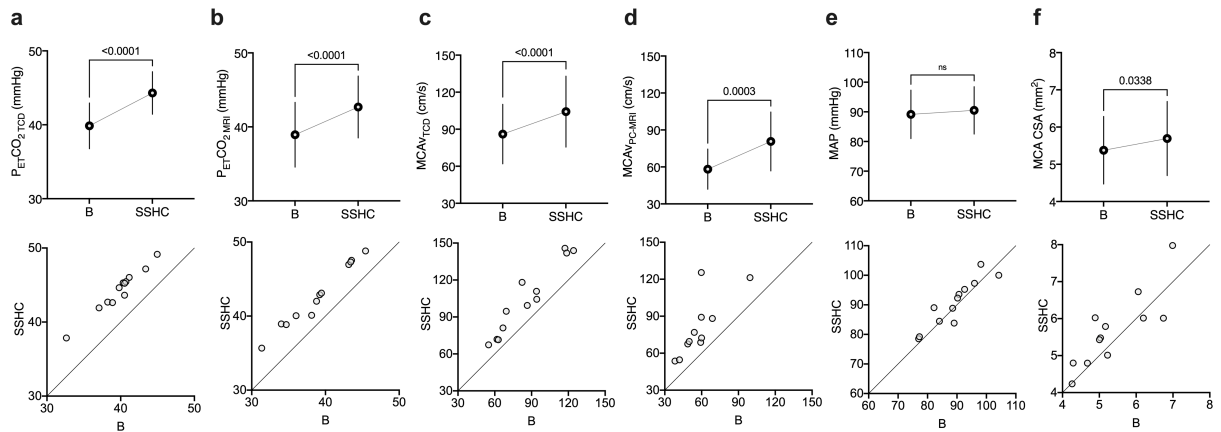 a
b
c
d
e
f
<0.0001
<0.0001
<0.0001
0.0003
ns
0.0338
PETCO2 TCD (mmHg)
50
40
30
B SSHC
PETCO2 MRI (mmHg)
50
40
30
B SSHC
MCAvTCD (cm/s)
150
120
90
60
30
B SSHC
MCAvPC-MRI (cm/s)
150
120
90
60
30
B SSHC
MAP (mmHg)
110
100
90
80
70
60
B SSHC
MCA CSA (mm²)
8
7
6
5
4
B SSHC
SSHC
50
40
30
30 40 50
B
SSHC
50
40
30
30 40 50
B
SSHC
150
120
90
60
30
30 60 90 120 150
B
SSHC
150
120
90
60
30
30 60 90 120 150
B
SSHC
110
100
90
80
70
60
60 70 80 90 100 110
B
SSHC
8
7
6
5
4
4 5 6 7 8
B